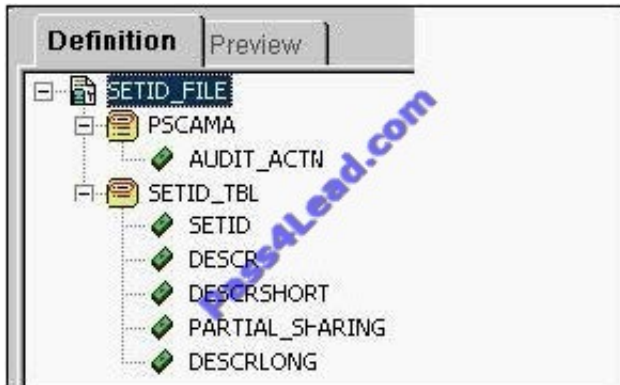 Definition Preview
SETID_FILE
PSCAMA
AUDIT_ACTN
SETID_TBL
SETID
DESCR
DESCRSHORT
PARTIAL_SHARING
DESCRLONG
Pass4Lead.com